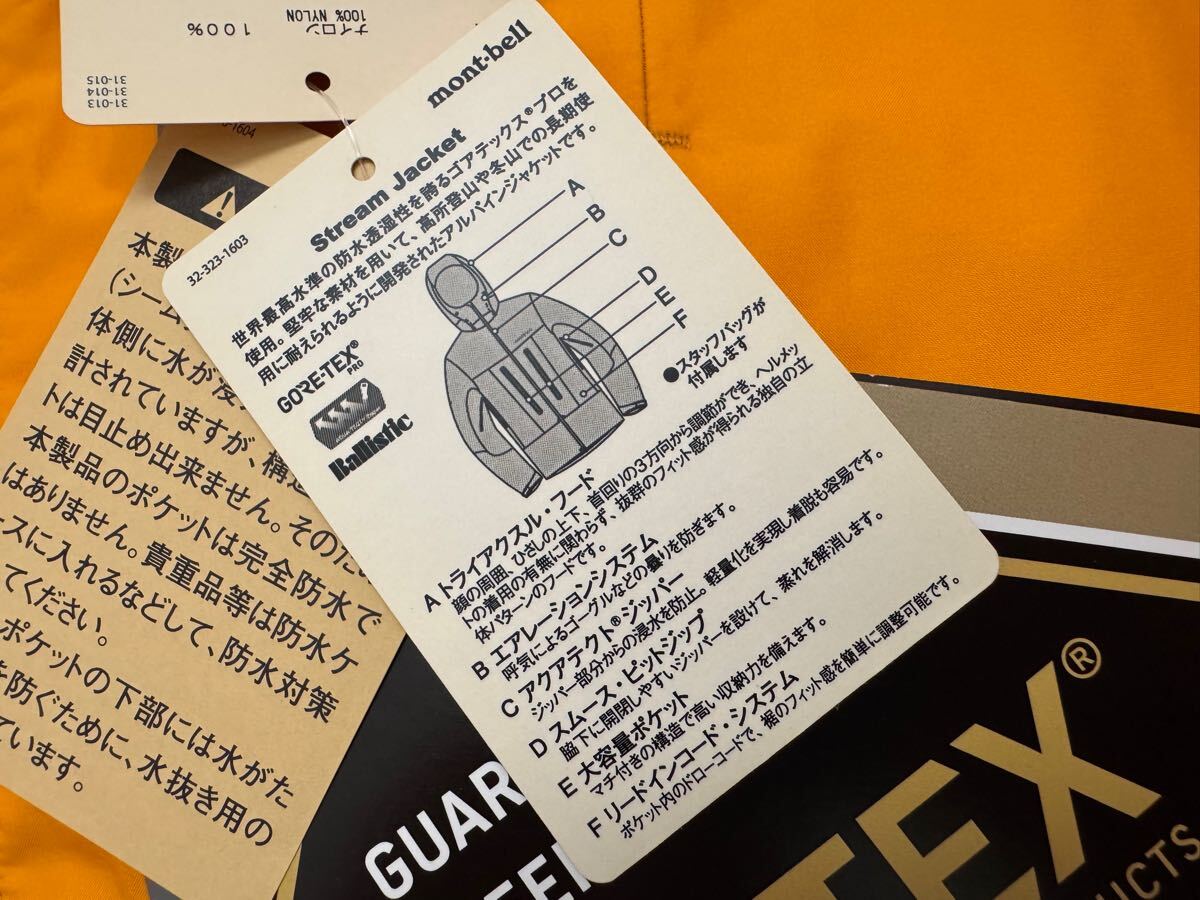 ナイロン 100%
100% NYLON
31-013
31-014
31-015
mont-bell
32-323-1603
Stream Jacket
世界最高水準の防水透湿性を誇るゴアテックス®プロを
使用。堅牢な素材を用いて、高所登山や冬山での長期使
用に耐えられるように開発されたアルパインジャケットです。
GORE-TEX®
PRO
Ballistic
A
B
C
D
E
F
●スタッフバッグが
付属します
A トライアクスル・フード
顔の周囲、ひさしの上下、首回りの3方向から調節ができ、ヘルメッ
トの着用の有無に関わらず、抜群のフィット感が得られる独自の立
体パターンのフードです。
B エアレーションシステム
呼気によるゴーグルなどの曇りを防ぎます。
C アクアテクト®ジッパー
ジッパー部分からの浸水を防止。軽量化を実現し着脱も容易です。
D スムース・ピットジップ
脇下に開閉しやすいジッパーを設けて、蒸れを解消します。
E 大容量ポケット
マチ付きの構造で高い収納力を備えます。
F リードインコード・システム
ポケット内のドローコードで、裾のフィット感を簡単に調整可能です。
-1604
本製
(シーム
体側に水が浸
計されていますが、構造
トは目止め出来ません。そのため
本製品のポケットは完全防水で
はありません。貴重品等は防水ケ
ースに入れるなどして、防水対策
てください。
ポケットの下部には水がた
を防ぐために、水抜き用の
ています。
GUAR
TEX®